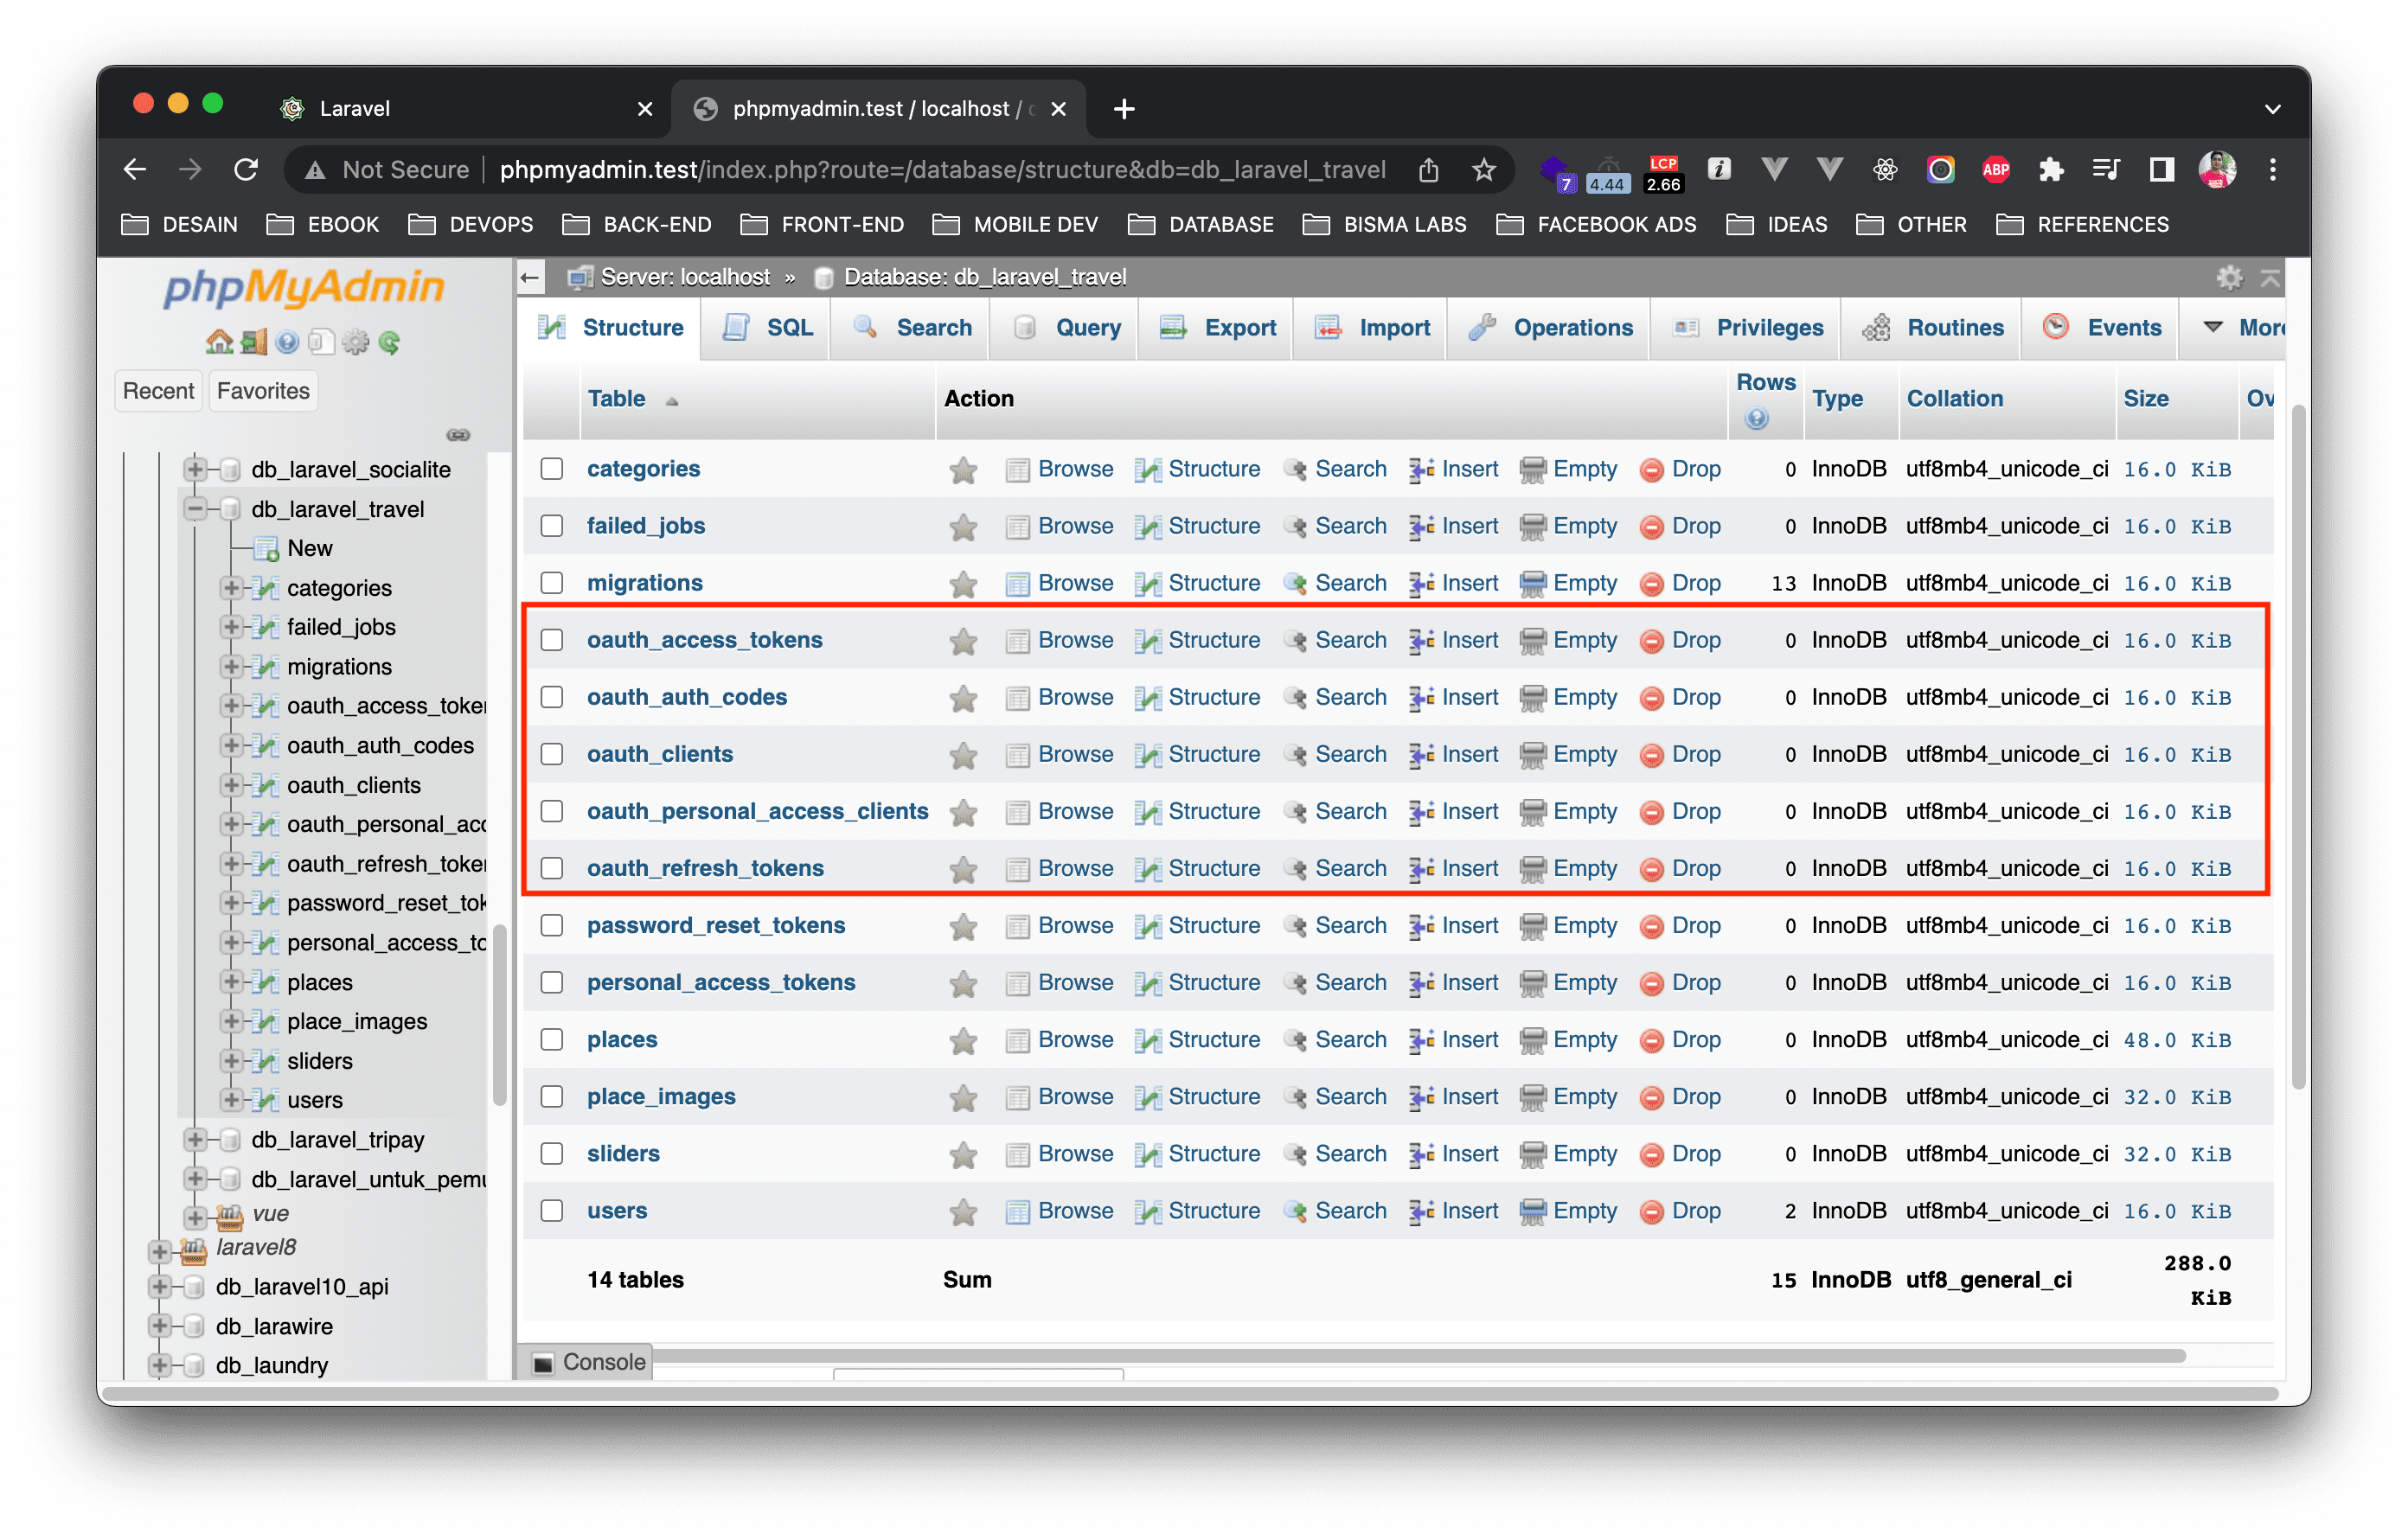 Laravel
phpmyadmin.test / localhost /
Not Secure phpmyadmin.test/index.php?route=/database/structure&db=db_laravel_travel 7 4.44 LCP 2.66 ABP
DESAIN EBOOK DEVOPS BACK-END FRONT-END MOBILE DEV DATABASE BISMA LABS FACEBOOK ADS IDEAS OTHER REFERENCES
phpMyAdmin
Recent Favorites
db_laravel_socialite
db_laravel_travel
New
categories
failed_jobs
migrations
oauth_access_token
oauth_auth_codes
oauth_clients
oauth_personal_acc
oauth_refresh_token
password_reset_tok
personal_access_to
places
place_images
sliders
users
db_laravel_tripay
db_laravel_untuk_pemu
vue
laravel8
db_laravel10_api
db_larawire
db_laundry
Server: localhost » Database: db_laravel_travel
Structure SQL Search Query Export Import Operations Privileges Routines Events More
Table Action Rows Type Collation Size Ov
categories Browse Structure Search Insert Empty Drop 0 InnoDB utf8mb4_unicode_ci 16.0 KiB
failed_jobs Browse Structure Search Insert Empty Drop 0 InnoDB utf8mb4_unicode_ci 16.0 KiB
migrations Browse Structure Search Insert Empty Drop 13 InnoDB utf8mb4_unicode_ci 16.0 KiB
oauth_access_tokens Browse Structure Search Insert Empty Drop 0 InnoDB utf8mb4_unicode_ci 16.0 KiB
oauth_auth_codes Browse Structure Search Insert Empty Drop 0 InnoDB utf8mb4_unicode_ci 16.0 KiB
oauth_clients Browse Structure Search Insert Empty Drop 0 InnoDB utf8mb4_unicode_ci 16.0 KiB
oauth_personal_access_clients Browse Structure Search Insert Empty Drop 0 InnoDB utf8mb4_unicode_ci 16.0 KiB
oauth_refresh_tokens Browse Structure Search Insert Empty Drop 0 InnoDB utf8mb4_unicode_ci 16.0 KiB
password_reset_tokens Browse Structure Search Insert Empty Drop 0 InnoDB utf8mb4_unicode_ci 16.0 KiB
personal_access_tokens Browse Structure Search Insert Empty Drop 0 InnoDB utf8mb4_unicode_ci 16.0 KiB
places Browse Structure Search Insert Empty Drop 0 InnoDB utf8mb4_unicode_ci 48.0 KiB
place_images Browse Structure Search Insert Empty Drop 0 InnoDB utf8mb4_unicode_ci 32.0 KiB
sliders Browse Structure Search Insert Empty Drop 0 InnoDB utf8mb4_unicode_ci 32.0 KiB
users Browse Structure Search Insert Empty Drop 2 InnoDB utf8mb4_unicode_ci 16.0 KiB
14 tables Sum 15 InnoDB utf8_general_ci 288.0 KiB
Console